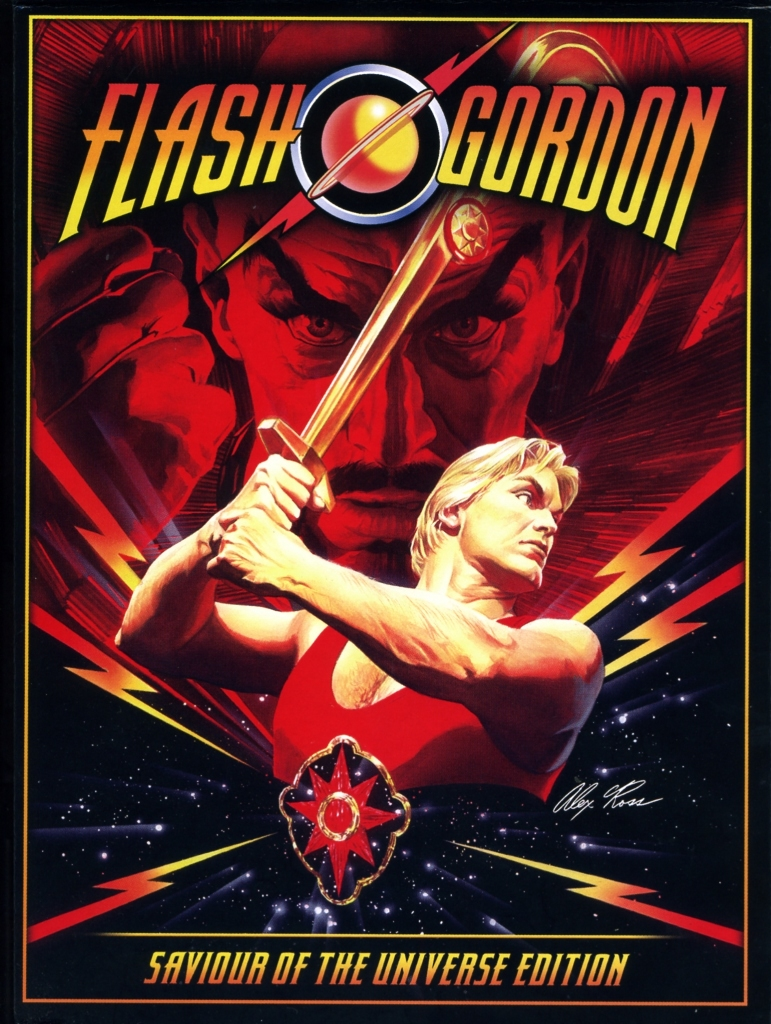 FLASH GORDON
Alex Ross
SAVIOUR OF THE UNIVERSE EDITION